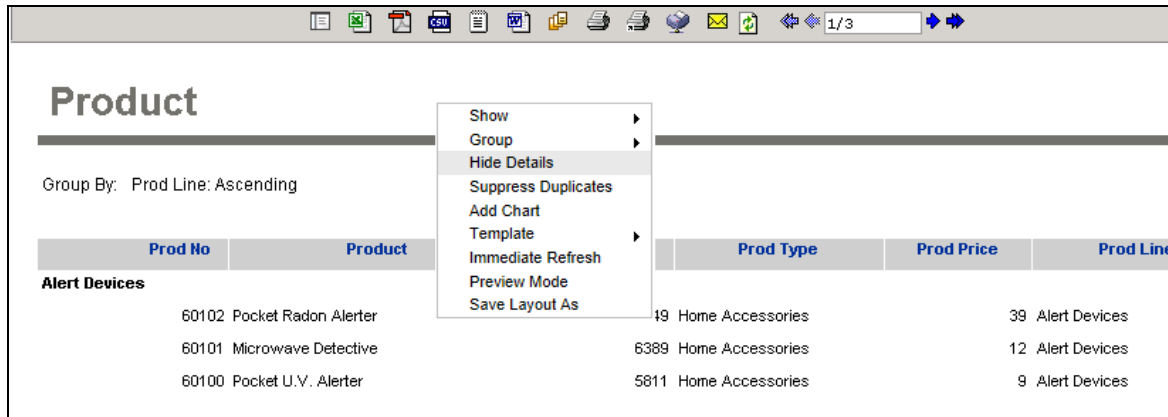 CSV W 1/3
Product
Show
Group
Hide Details
Group By: Prod Line: Ascending
Suppress Duplicates
Add Chart
Template
Immediate Refresh
Preview Mode
Save Layout As
Prod No Product Prod Type Prod Price Prod Line
Alert Devices
60102 Pocket Radon Alerter 49 Home Accessories 39 Alert Devices
60101 Microwave Detective 6389 Home Accessories 12 Alert Devices
60100 Pocket U.V. Alerter 5811 Home Accessories 9 Alert Devices